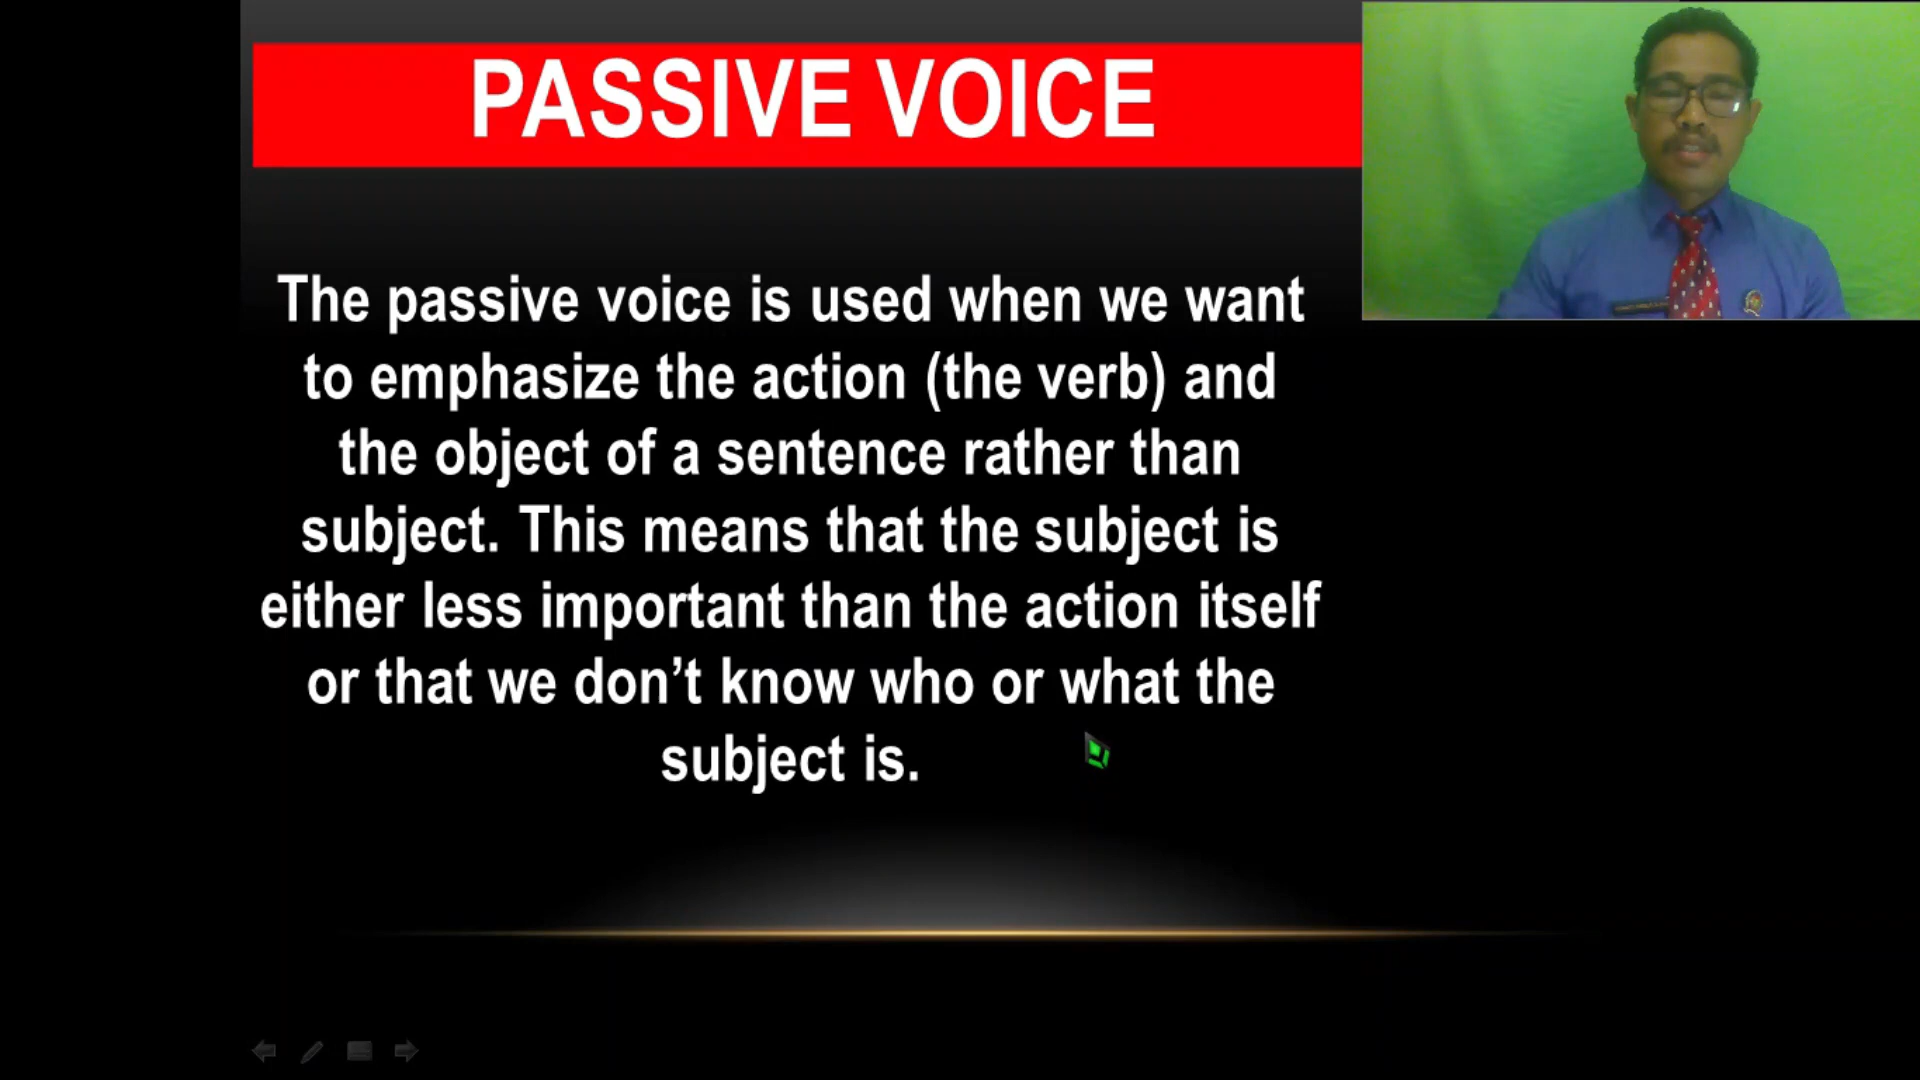 PASSIVE VOICE
The passive voice is used when we want
to emphasize the action (the verb) and
the object of a sentence rather than
subject. This means that the subject is
either less important than the action itself
or that we don’t know who or what the
subject is.